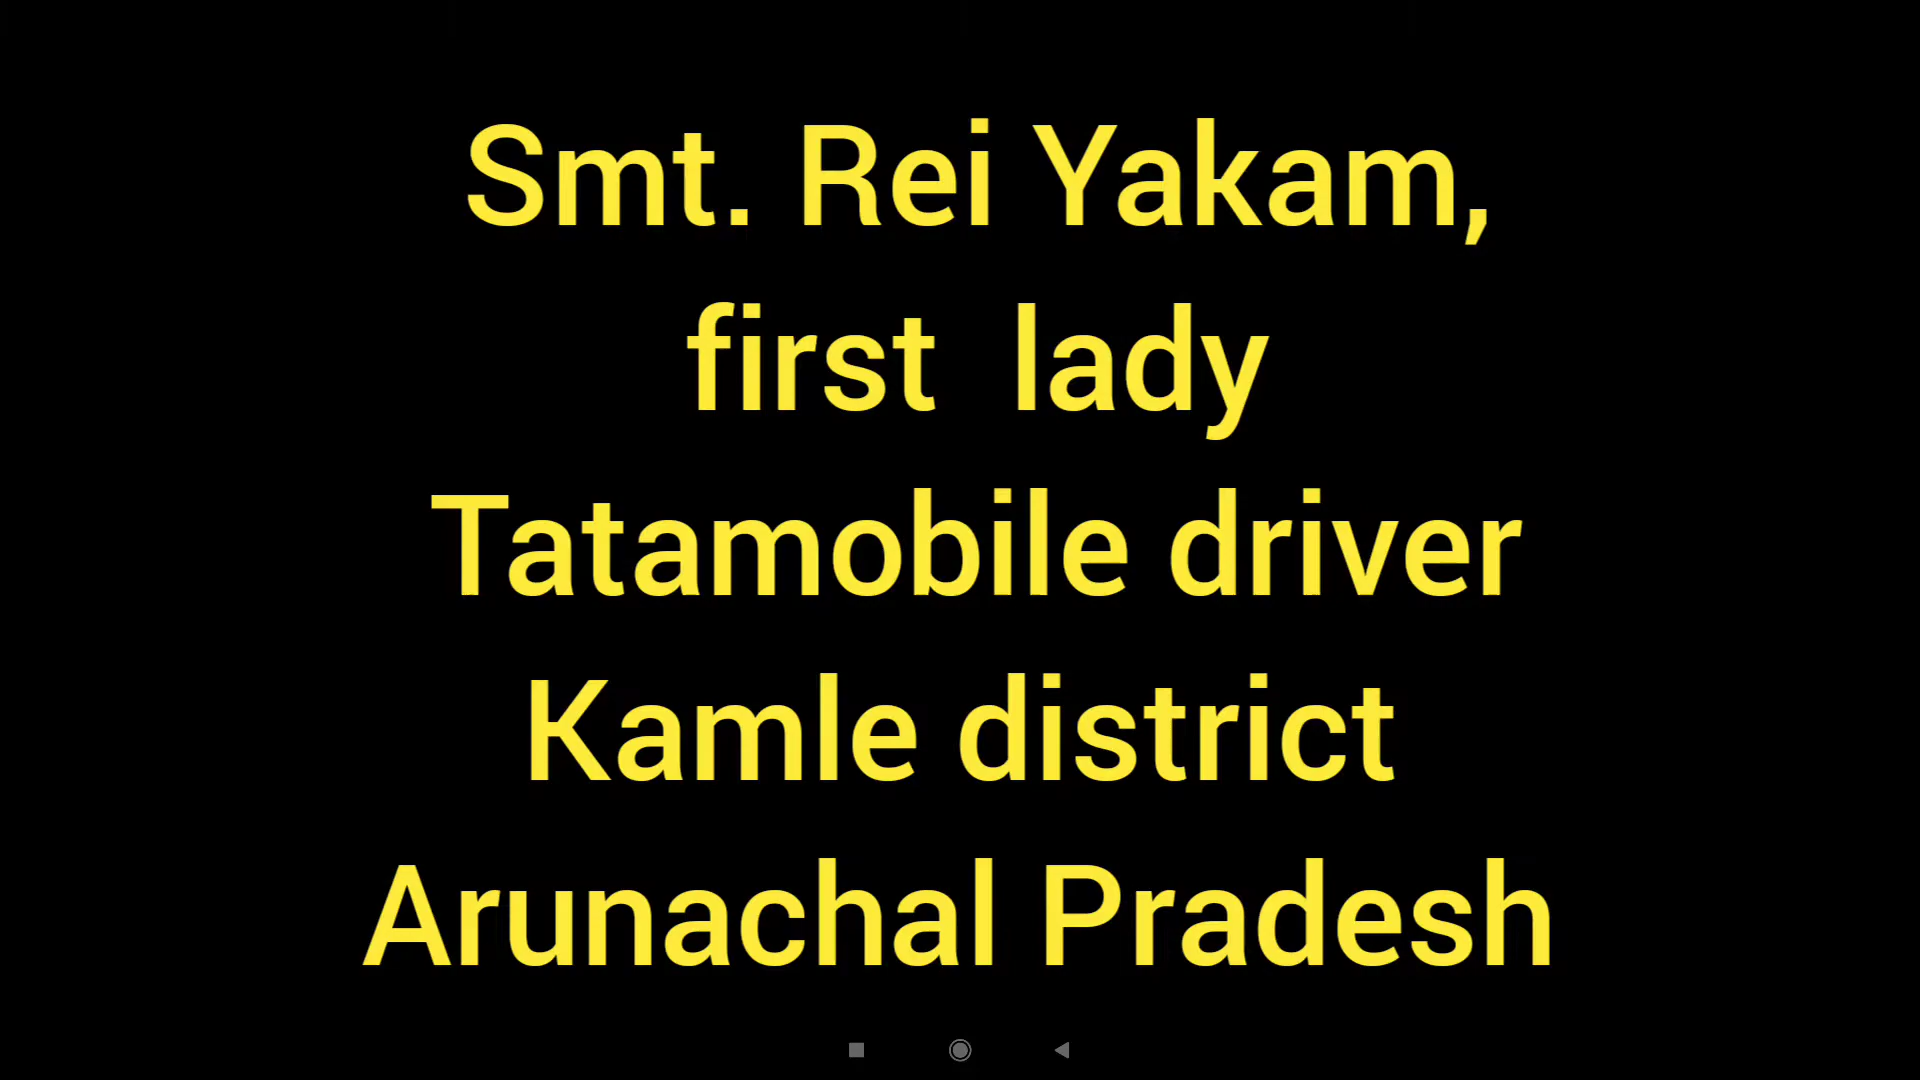 Smt. Rei Yakam,
first  lady
Tatamobile driver
Kamle district
Arunachal Pradesh